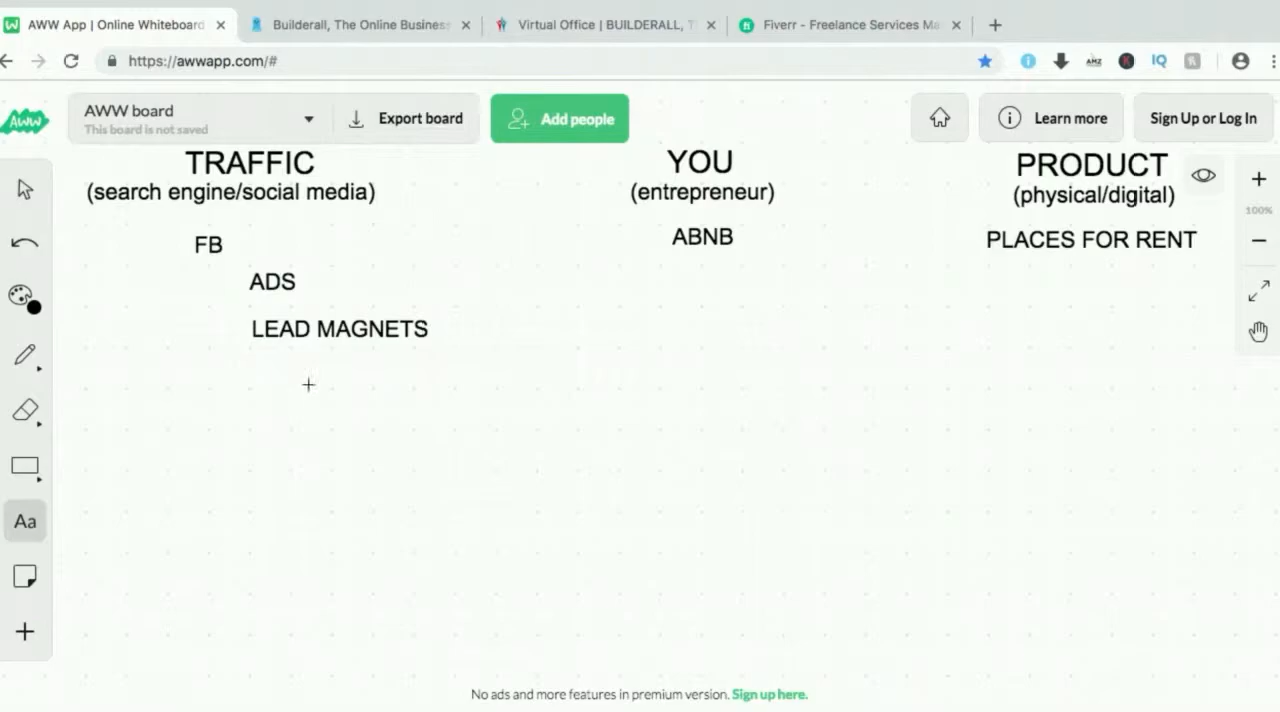 AWW App | Online Whiteboard
Builderall, The Online Business
Virtual Office | BUILDERALL, T
Fiverr - Freelance Services Ma
https://awwapp.com/#
AMZ
K
IQ
AWW
AWW board
This board is not saved
Export board
Add people
Learn more
Sign Up or Log In
TRAFFIC
(search engine/social media)
YOU
(entrepreneur)
PRODUCT
(physical/digital)
100%
FB
ABNB
PLACES FOR RENT
ADS
LEAD MAGNETS
Aa
No ads and more features in premium version. Sign up here.